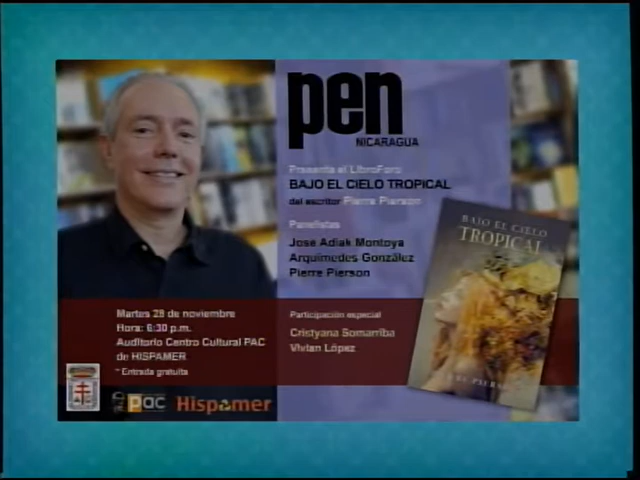 pen
NICARAGUA
Presenta el LibroForo
BAJO EL CIELO TROPICAL
del escritor Pierre Pierson
Panelistas
José Adiak Montoya
Arquímedes González
Pierre Pierson
BAJO EL CIELO
TROPICAL
Martes 28 de noviembre
Hora: 6:30 p.m.
Auditorio Centro Cultural PAC
de HISPAMER
* Entrada gratuita
Participación especial
Cristyana Somarriba
Vivian López
pac Hispamer